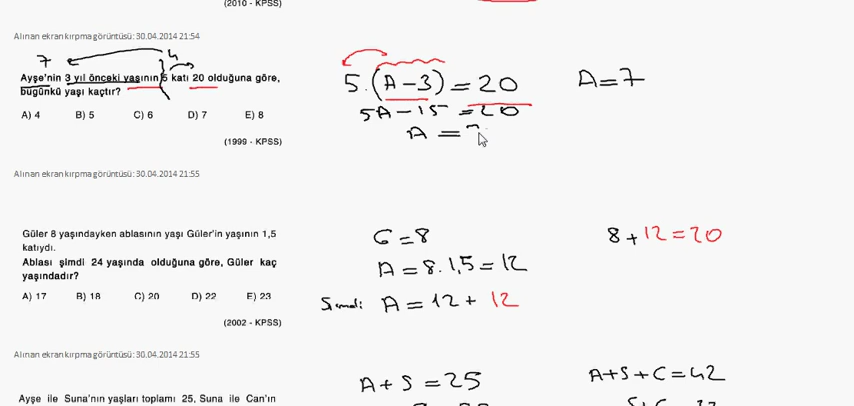 (2010 - KPSS)
Alınan ekran kırpma görüntüsü: 30.04.2014 21:54
7 4
Ayşe'nin 3 yıl önceki yaşının 5 katı 20 olduğuna göre,
bugünkü yaşı kaçtır?
A) 4 B) 5 C) 6 D) 7 E) 8
(1999 - KPSS)
5.(A-3)=20
5A-15=20
A=7
A=7
Alınan ekran kırpma görüntüsü: 30.04.2014 21:55
Güler 8 yaşındayken ablasının yaşı Güler'in yaşının 1,5
katıydı.
Ablası şimdi 24 yaşında olduğuna göre, Güler kaç
yaşındadır?
A) 17 B) 18 C) 20 D) 22 E) 23
(2002 - KPSS)
G=8
A=8.1,5=12
A=12+12
8+12=20
Alınan ekran kırpma görüntüsü: 30.04.2014 21:55
Ayşe ile Suna'nın yaşları toplamı 25, Suna ile Can'ın
A+S=25
A+S+C=42